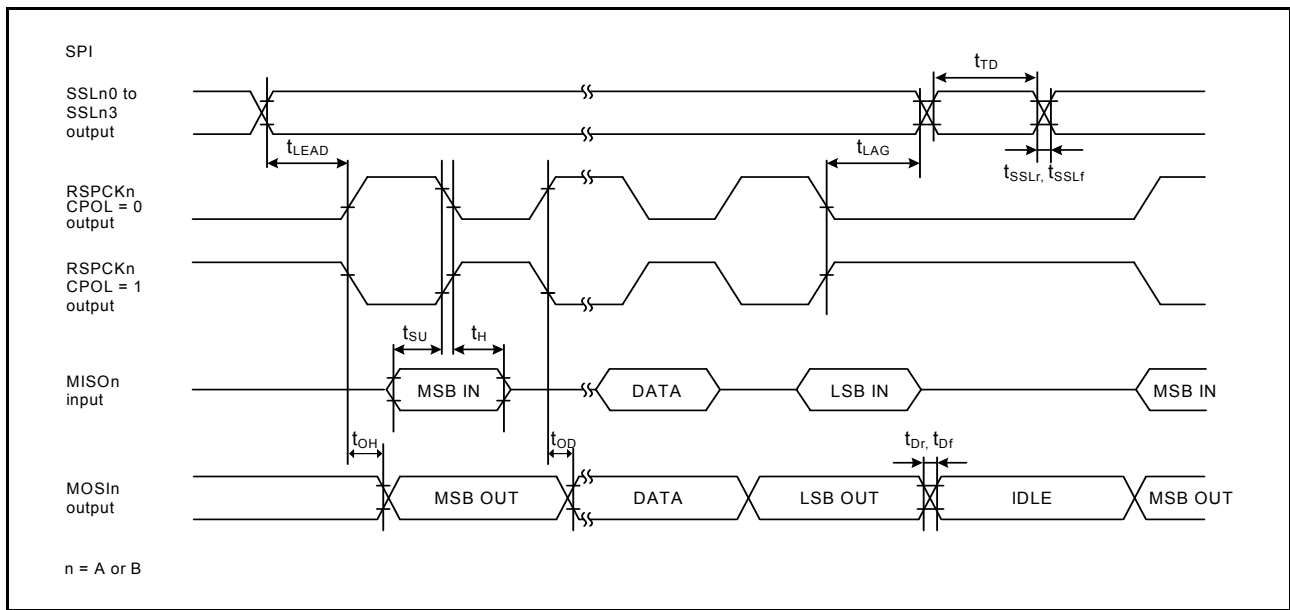 SPI
SSLn0 to
SSLn3
output
tTD
tLEAD
tLAG
tSSLr, tSSLf
RSPCKn
CPOL = 0
output
RSPCKn
CPOL = 1
output
tSU
tH
MISOn
input
MSB IN
DATA
LSB IN
MSB IN
tOH
tOD
tDr, tDf
MOSIn
output
MSB OUT
DATA
LSB OUT
IDLE
MSB OUT
n = A or B